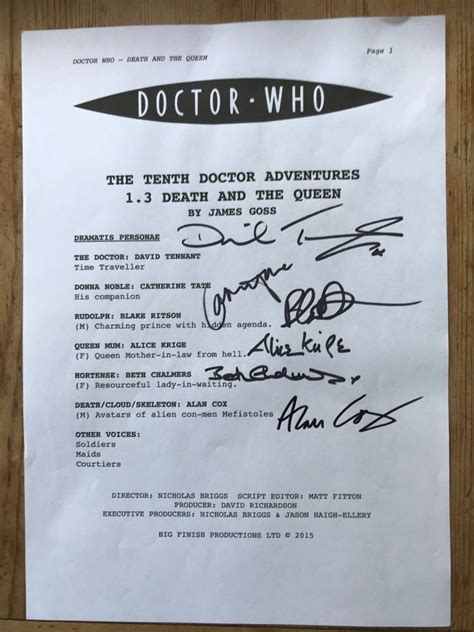 DOCTOR WHO – DEATH AND THE QUEEN Page 1
DOCTOR · WHO
THE TENTH DOCTOR ADVENTURES
1.3 DEATH AND THE QUEEN
BY JAMES GOSS
DRAMATIS PERSONAE
THE DOCTOR: DAVID TENNANT
Time Traveller
DONNA NOBLE: CATHERINE TATE
His companion
RUDOLPH: BLAKE RITSON
(M) Charming prince with hidden agenda.
QUEEN MUM: ALICE KRIGE
(F) Queen Mother-in-law from hell.
Alice Krige
HORTENSE: BETH CHALMERS
(F) Resourceful lady-in-waiting.
DEATH/CLOUD/SKELETON: ALAN COX
(M) Avatars of alien con-men Mefistoles
Alan Cox
OTHER VOICES:
Soldiers
Maids
Courtiers
DIRECTOR: NICHOLAS BRIGGS SCRIPT EDITOR: MATT FITTON
PRODUCER: DAVID RICHARDSON
EXECUTIVE PRODUCERS: NICHOLAS BRIGGS & JASON HAIGH-ELLERY
BIG FINISH PRODUCTIONS LTD © 2015